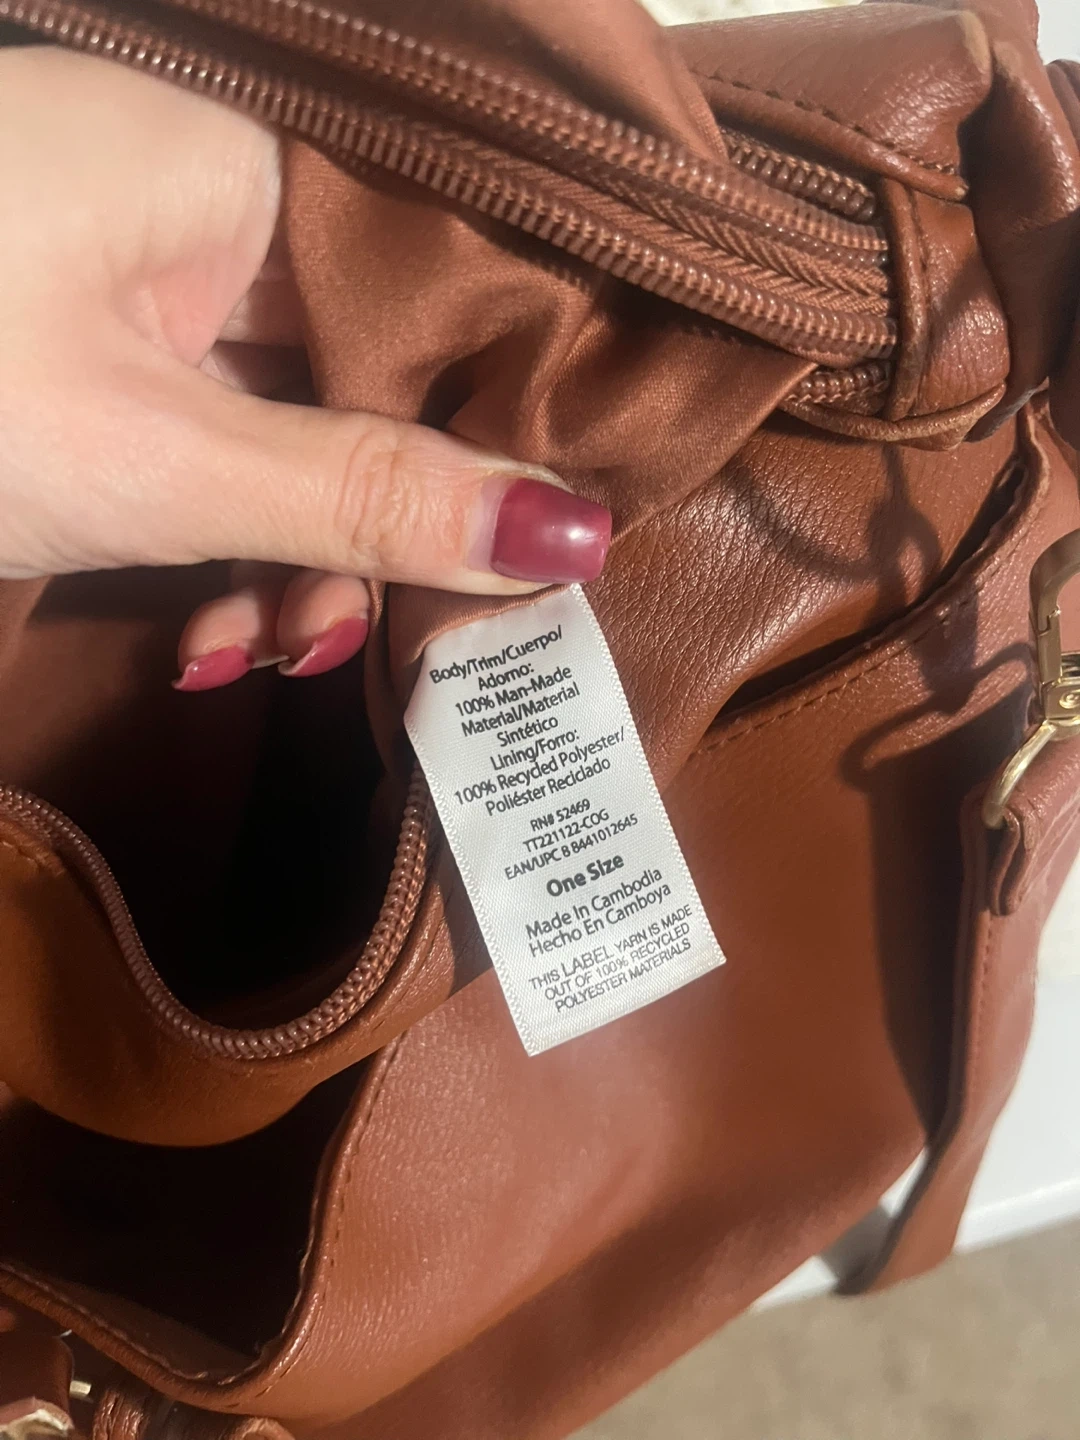 Body/Trim/Cuerpo/
Adorno:
100% Man-Made
Material/Material
Sintético
Lining/Forro:
100% Recycled Polyester/
Poliéster Reciclado
RN# 52469
TT221122-COG
EAN/UPC 8 8441012645
One Size
Made In Cambodia
Hecho En Camboya
THIS LABEL YARN IS MADE
OUT OF 100% RECYCLED
POLYESTER MATERIALS